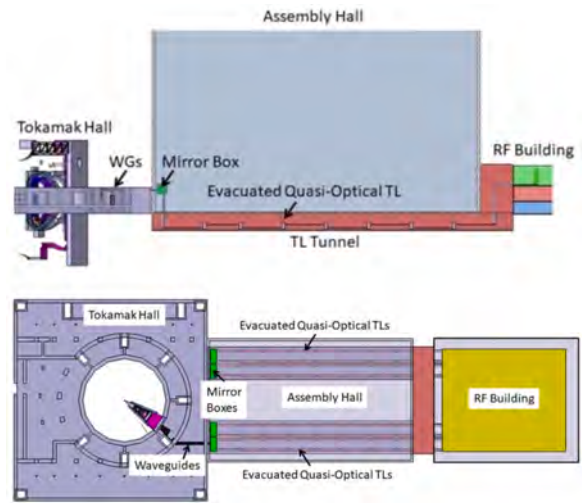 Assembly Hall
Tokamak Hall
WGs
Mirror Box
RF Building
Evacuated Quasi-Optical TL
TL Tunnel
Tokamak Hall
Evacuated Quasi-Optical TLs
Mirror
Boxes
Assembly Hall
RF Building
Waveguides
Evacuated Quasi-Optical TLs